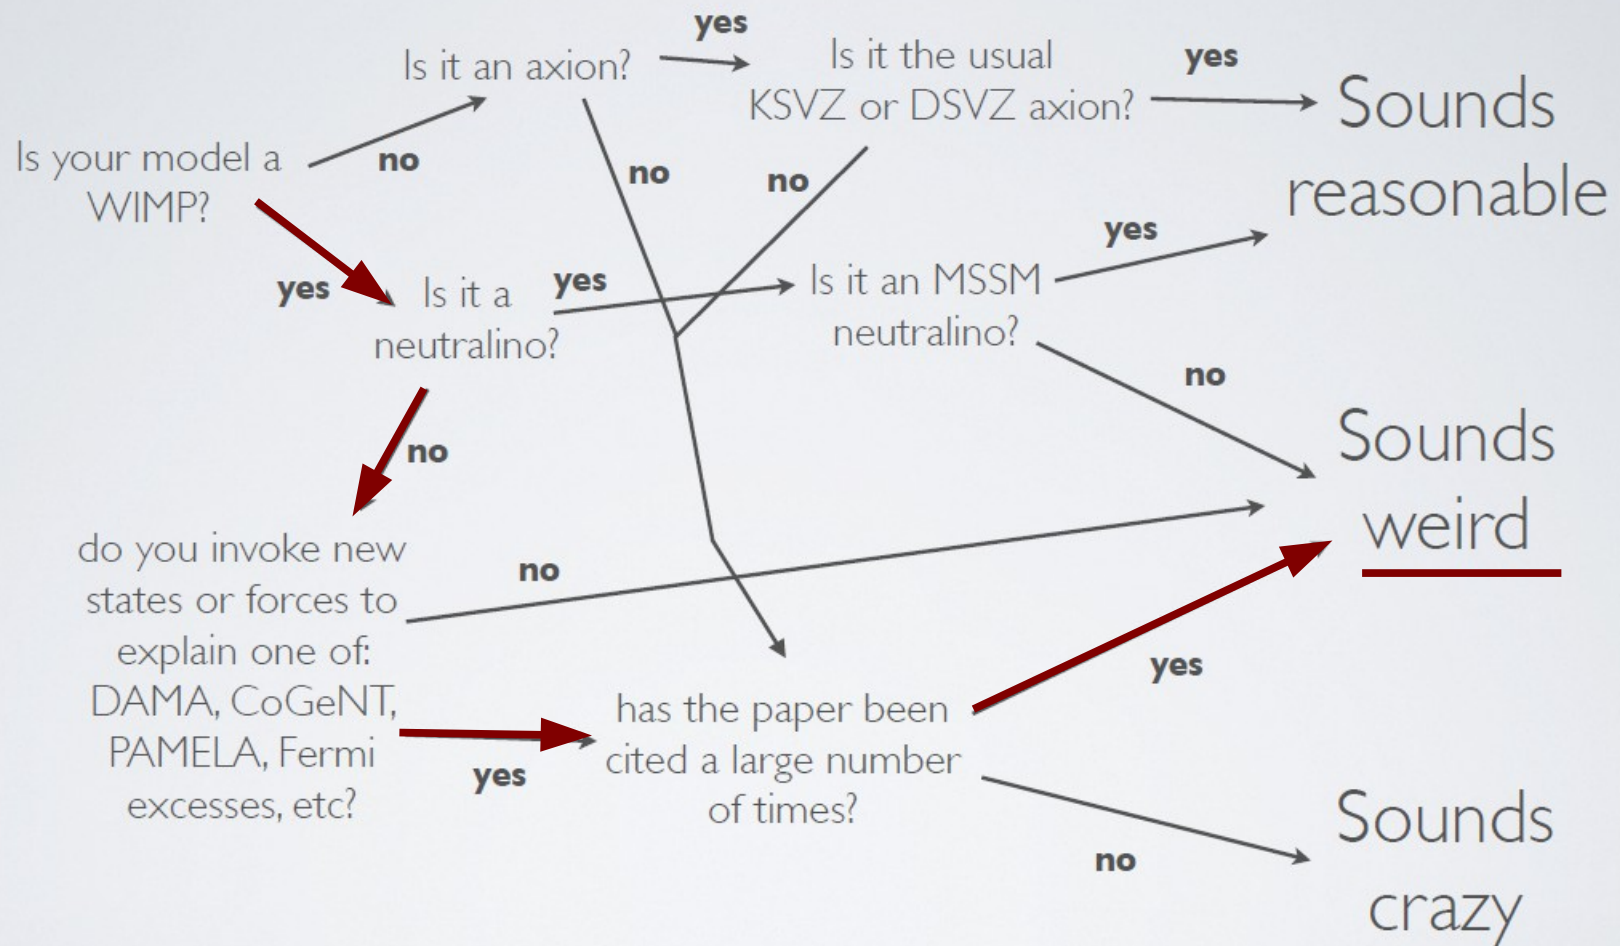 Is your model a
WIMP?
no
yes
Is it an axion?
yes
no
Is it the usual
KSVZ or DSVZ axion?
yes
no
Sounds
reasonable
Is it a
neutralino?
yes
no
Is it an MSSM
neutralino?
yes
no
Sounds
weird
do you invoke new
states or forces to
explain one of:
DAMA, CoGeNT,
PAMELA, Fermi
excesses, etc?
no
yes
has the paper been
cited a large number
of times?
yes
no
Sounds
crazy